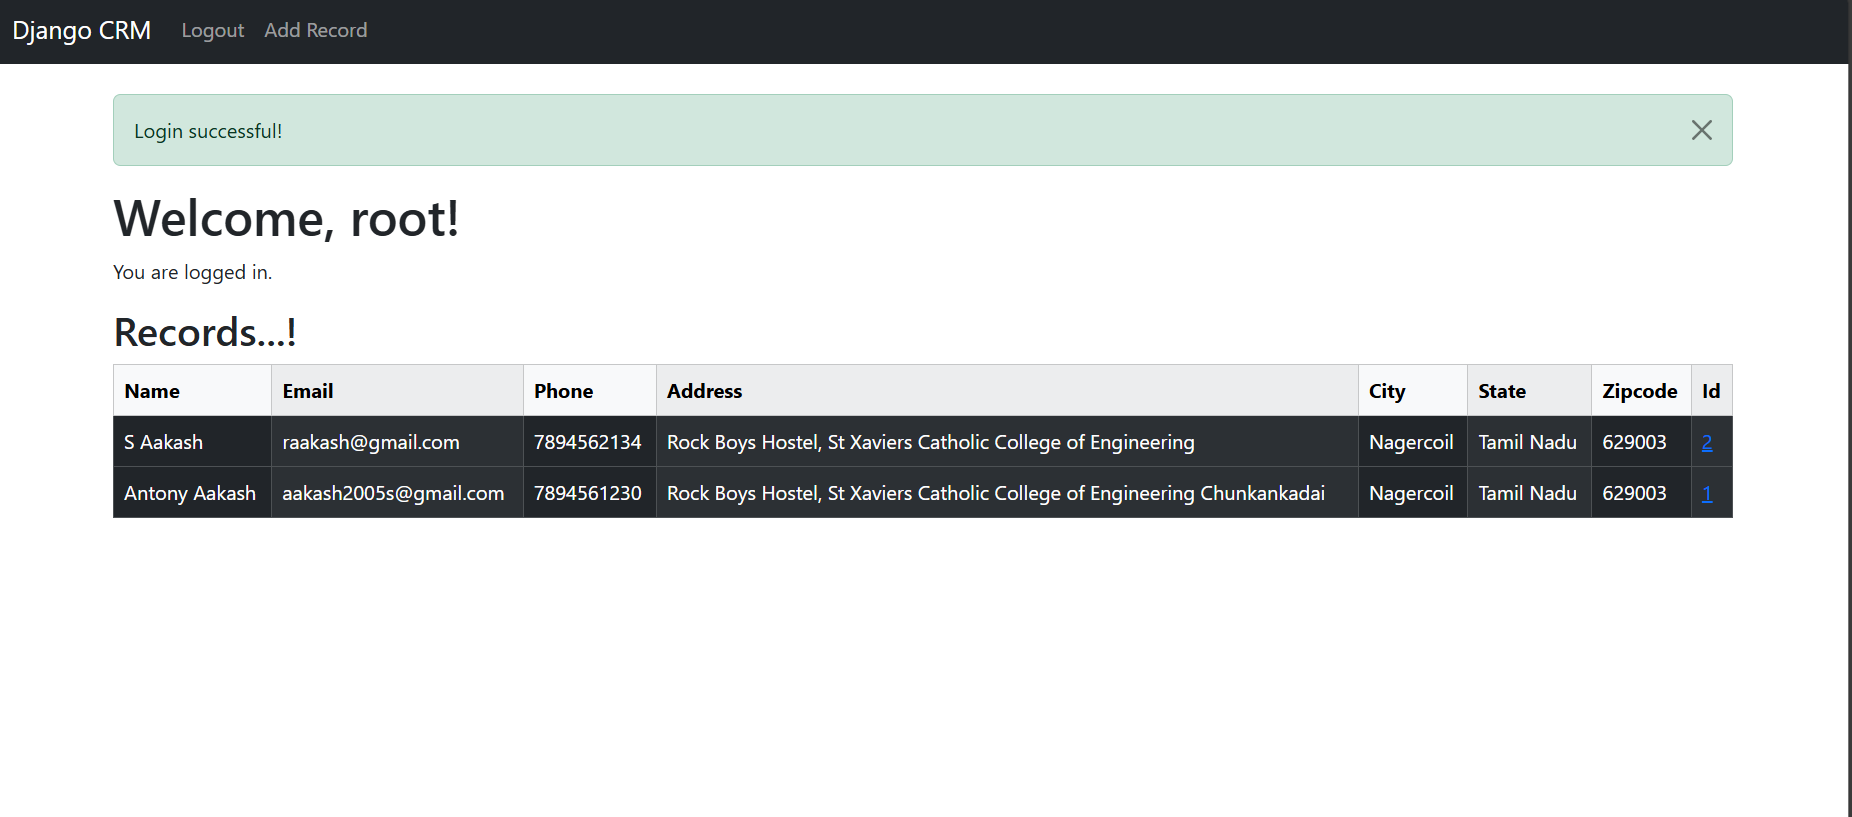 Django CRM Logout Add Record
Login successful!
Welcome, root!
You are logged in.
Records...!
Name Email Phone Address City State Zipcode Id
S Aakash raakash@gmail.com 7894562134 Rock Boys Hostel, St Xaviers Catholic College of Engineering Nagercoil Tamil Nadu 629003 2
Antony Aakash aakash2005s@gmail.com 7894561230 Rock Boys Hostel, St Xaviers Catholic College of Engineering Chunkankadai Nagercoil Tamil Nadu 629003 1